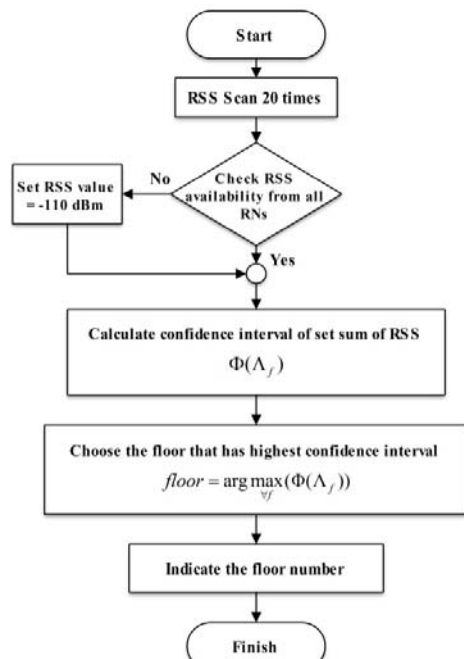 Start
RSS Scan 20 times
Check RSS
availability from all
RNs
No
Set RSS value
= -110 dBm
Yes
Calculate confidence interval of set sum of RSS
Φ(Λ_f)
Choose the floor that has highest confidence interval
floor = arg max(Φ(Λ_f))
∀f
Indicate the floor number
Finish